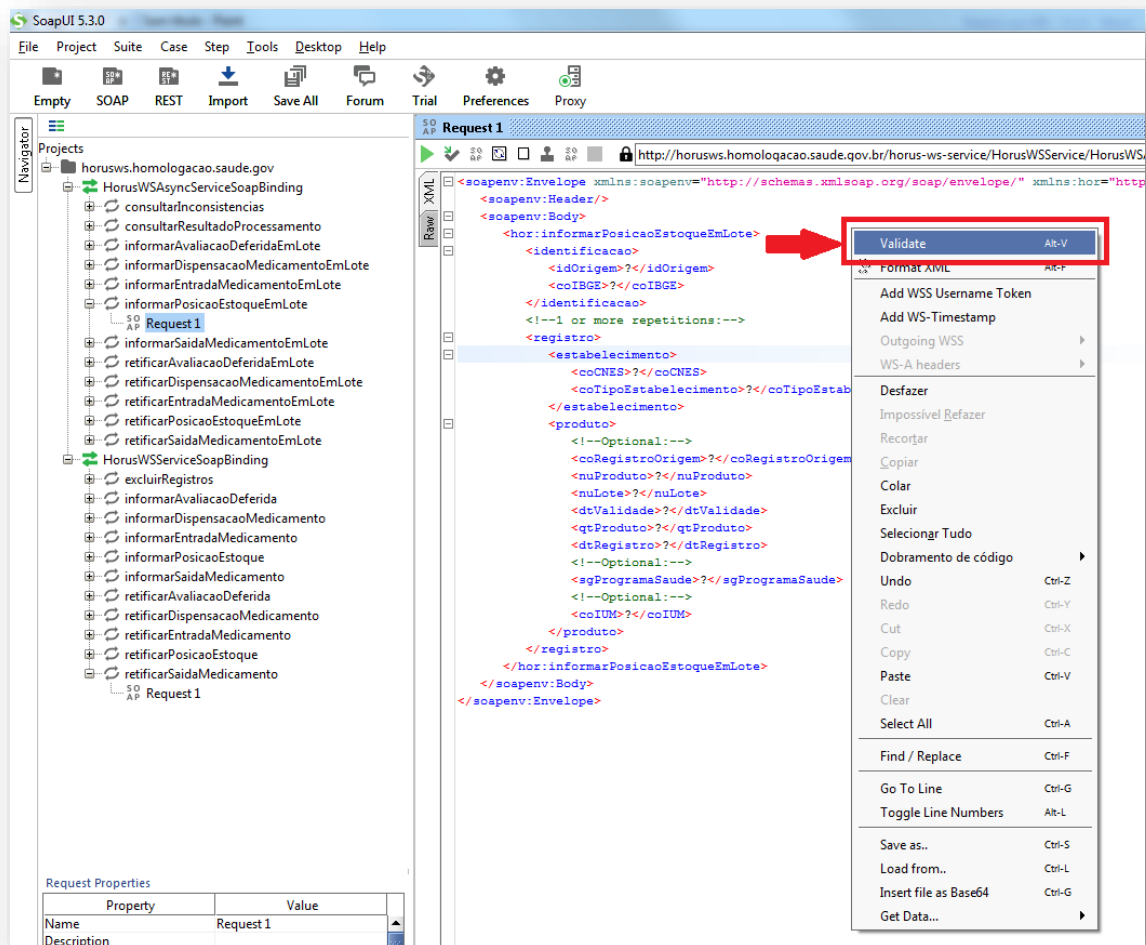 SoapUI 5.3.0
File Project Suite Case Step Tools Desktop Help
Empty SOAP REST Import Save All Forum Trial Preferences Proxy
Navigator
Projects
horusws.homologacao.saude.gov
HorusWSAsyncServiceSoapBinding
consultarInconsistencias
consultarResultadoProcessamento
informarAvaliacaoDeferidaEmLote
informarDispensacaoMedicamentoEmLote
informarEntradaMedicamentoEmLote
informarPosicaoEstoqueEmLote
SOAP Request 1
informarSaidaMedicamentoEmLote
retificarAvaliacaoDeferidaEmLote
retificarDispensacaoMedicamentoEmLote
retificarEntradaMedicamentoEmLote
retificarPosicaoEstoqueEmLote
retificarSaidaMedicamentoEmLote
HorusWSServiceSoapBinding
excluirRegistros
informarAvaliacaoDeferida
informarDispensacaoMedicamento
informarEntradaMedicamento
informarPosicaoEstoque
informarSaidaMedicamento
retificarAvaliacaoDeferida
retificarDispensacaoMedicamento
retificarEntradaMedicamento
retificarPosicaoEstoque
retificarSaidaMedicamento
SOAP Request 1
Request Properties
Property Value
Name Request 1
Description
SOAP Request 1
http://horusws.homologacao.saude.gov.br/horus-ws-service/HorusWSService/HorusWSA
XML
Raw
<soapenv:Envelope xmlns:soapenv="http://schemas.xmlsoap.org/soap/envelope/" xmlns:hor="http
<soapenv:Header/>
<soapenv:Body>
<hor:informarPosicaoEstoqueEmLote>
<identificacao>
<idOrigem>?</idOrigem>
<coIBGE>?</coIBGE>
</identificacao>
<!--1 or more repetitions:-->
<registro>
<estabelecimento>
<coCNES>?</coCNES>
<coTipoEstabelecimento>?</coTipoEstab
</estabelecimento>
<produto>
<!--Optional:-->
<coRegistroOrigem>?</coRegistroOrigem
<nuProduto>?</nuProduto>
<nuLote>?</nuLote>
<dtValidade>?</dtValidade>
<qtProduto>?</qtProduto>
<dtRegistro>?</dtRegistro>
<!--Optional:-->
<sgProgramaSaude>?</sgProgramaSaude>
<!--Optional:-->
<coIUM>?</coIUM>
</produto>
</registro>
</hor:informarPosicaoEstoqueEmLote>
</soapenv:Body>
</soapenv:Envelope>
Validate Alt-V
Format XML Alt-F
Add WSS Username Token
Add WS-Timestamp
Outgoing WSS
WS-A headers
Desfazer
Impossível Refazer
Recortar
Copiar
Colar
Excluir
Selecionar Tudo
Dobramento de código
Undo Ctrl-Z
Redo Ctrl-Y
Cut Ctrl-X
Copy Ctrl-C
Paste Ctrl-V
Clear
Select All Ctrl-A
Find / Replace Ctrl-F
Go To Line Ctrl-G
Toggle Line Numbers Alt-L
Save as.. Ctrl-S
Load from.. Ctrl-L
Insert file as Base64 Ctrl-G
Get Data...